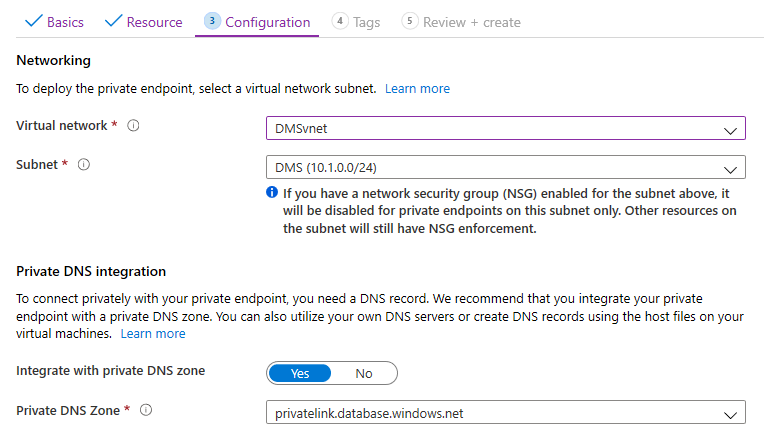 Basics Resource 3 Configuration 4 Tags 5 Review + create
Networking
To deploy the private endpoint, select a virtual network subnet. Learn more
Virtual network * DMSvnet
Subnet * DMS (10.1.0.0/24)
If you have a network security group (NSG) enabled for the subnet above, it
will be disabled for private endpoints on this subnet only. Other resources on
the subnet will still have NSG enforcement.
Private DNS integration
To connect privately with your private endpoint, you need a DNS record. We recommend that you integrate your private
endpoint with a private DNS zone. You can also utilize your own DNS servers or create DNS records using the host files on your
virtual machines. Learn more
Integrate with private DNS zone Yes No
Private DNS Zone * privatelink.database.windows.net